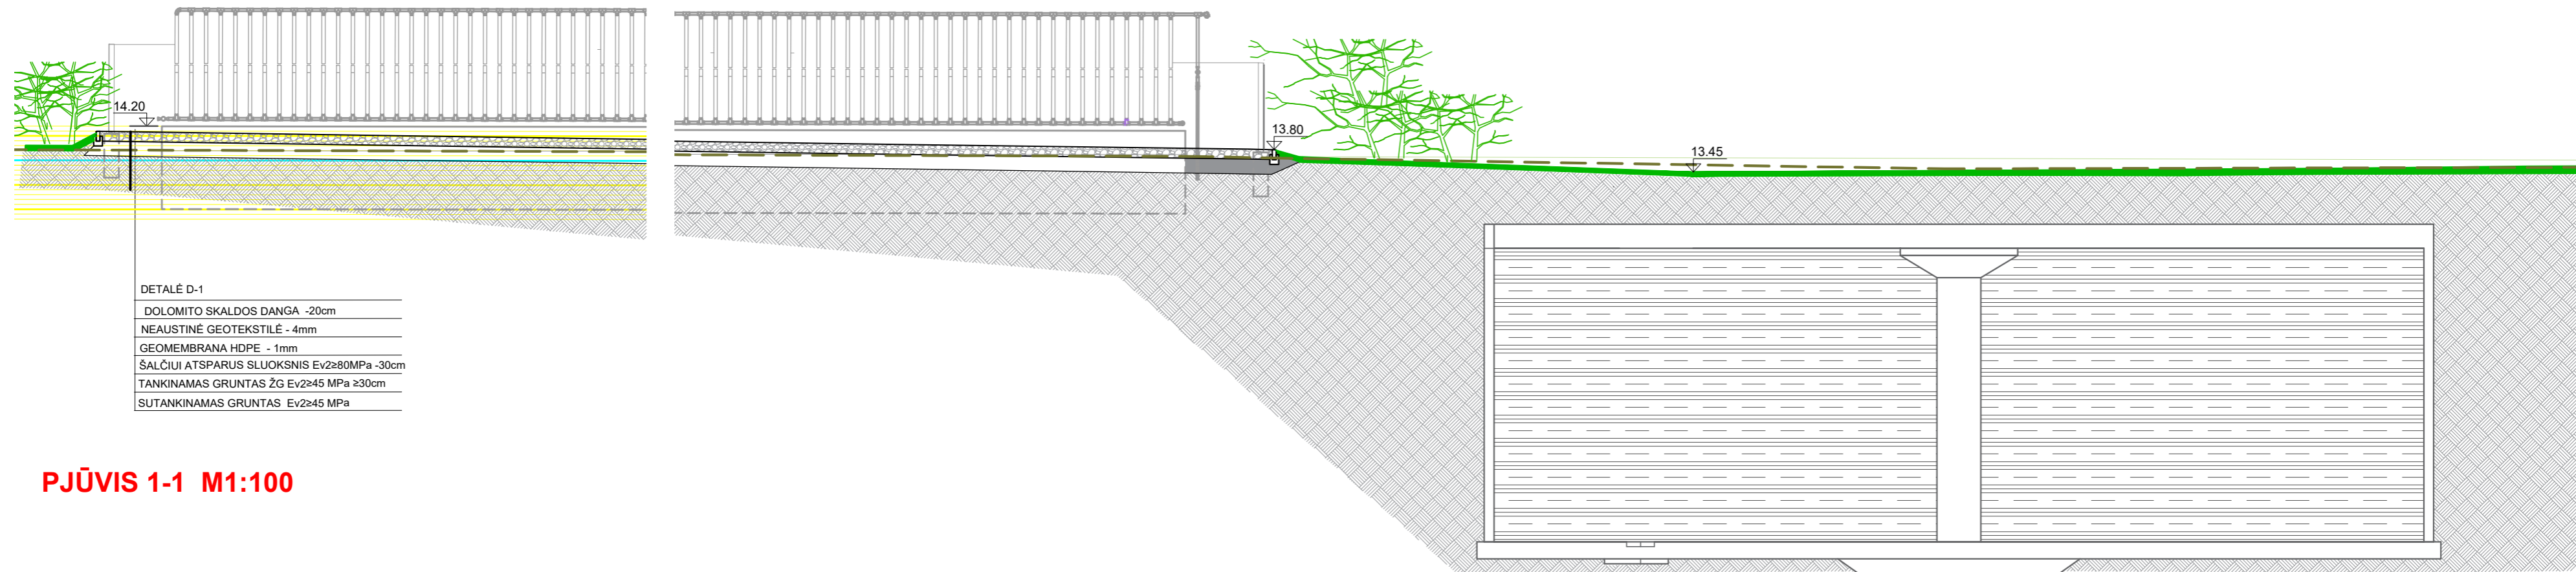 14.20
13.80
13.45
DETALĖ D-1
DOLOMITO SKALDOS DANGA -20cm
NEAUSTINĖ GEOTEKSTILĖ - 4mm
GEOMEMBRANA HDPE - 1mm
ŠALČIUI ATSPARUS SLUOKSNIS Ev2≥80MPa -30cm
TANKINAMAS GRUNTAS ŽG Ev2≥45 MPa ≥30cm
SUTANKINAMAS GRUNTAS Ev2≥45 MPa
PJŪVIS 1-1 M1:100